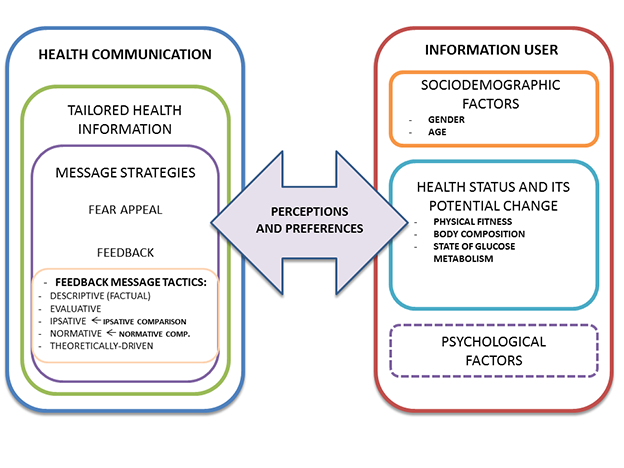 HEALTH COMMUNICATION
TAILORED HEALTH
INFORMATION
MESSAGE STRATEGIES
FEAR APPEAL
FEEDBACK
- FEEDBACK MESSAGE TACTICS:
- DESCRIPTIVE (FACTUAL)
- EVALUATIVE
- IPSATIVE ← IPSATIVE COMPARISON
- NORMATIVE ← NORMATIVE COMP.
- THEORETICALLY-DRIVEN
PERCEPTIONS
AND PREFERENCES
INFORMATION USER
SOCIODEMOGRAPHIC
FACTORS
- GENDER
- AGE
HEALTH STATUS AND ITS
POTENTIAL CHANGE
- PHYSICAL FITNESS
- BODY COMPOSITION
- STATE OF GLUCOSE
METABOLISM
PSYCHOLOGICAL
FACTORS